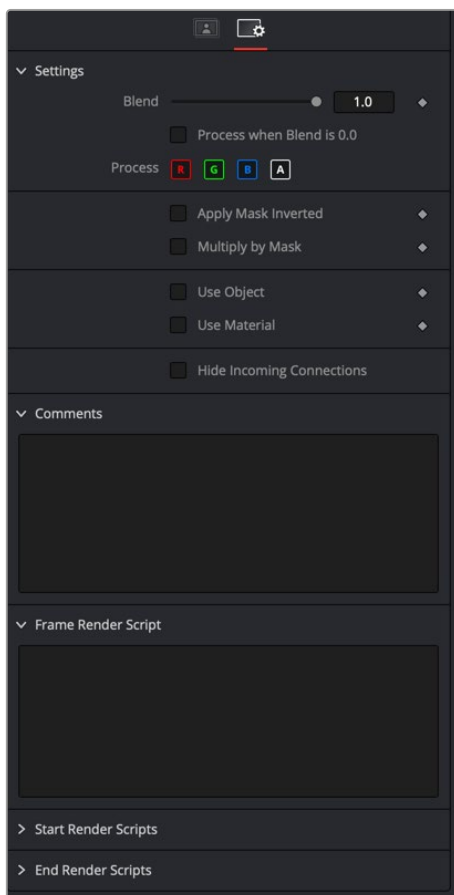 Settings
Blend 1.0
Process when Blend is 0.0
Process R G B A
Apply Mask Inverted
Multiply by Mask
Use Object
Use Material
Hide Incoming Connections
Comments
Frame Render Script
Start Render Scripts
End Render Scripts